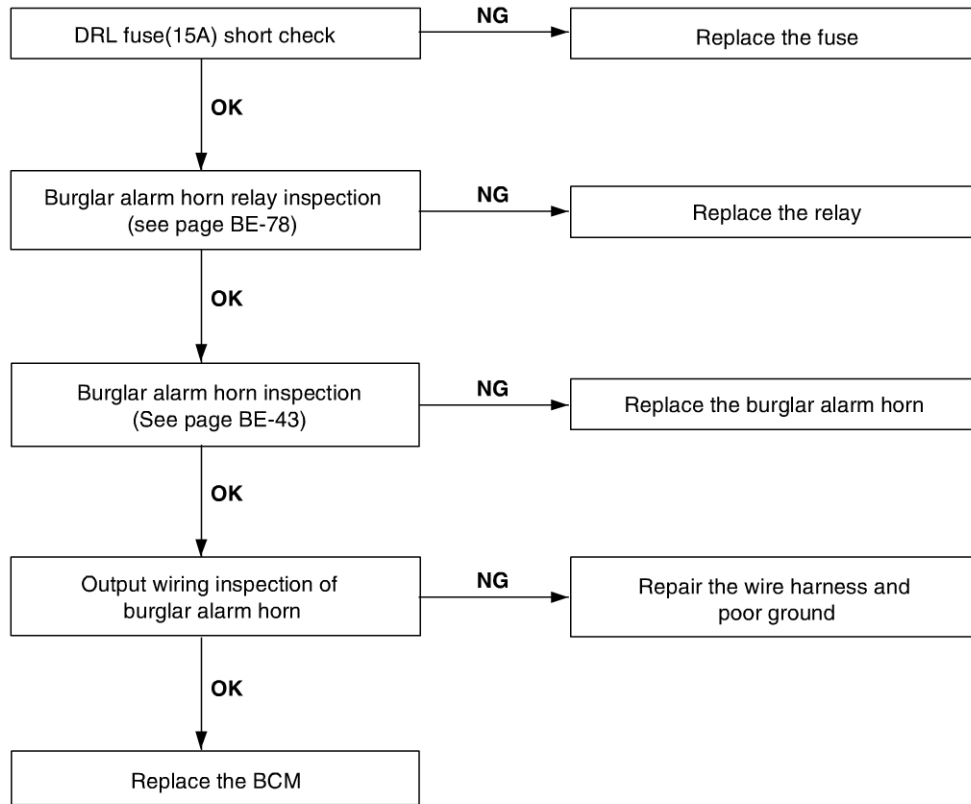 DRL fuse(15A) short check
NG
Replace the fuse
OK
Burglar alarm horn relay inspection
(see page BE-78)
NG
Replace the relay
OK
Burglar alarm horn inspection
(See page BE-43)
NG
Replace the burglar alarm horn
OK
Output wiring inspection of
burglar alarm horn
NG
Repair the wire harness and
poor ground
OK
Replace the BCM